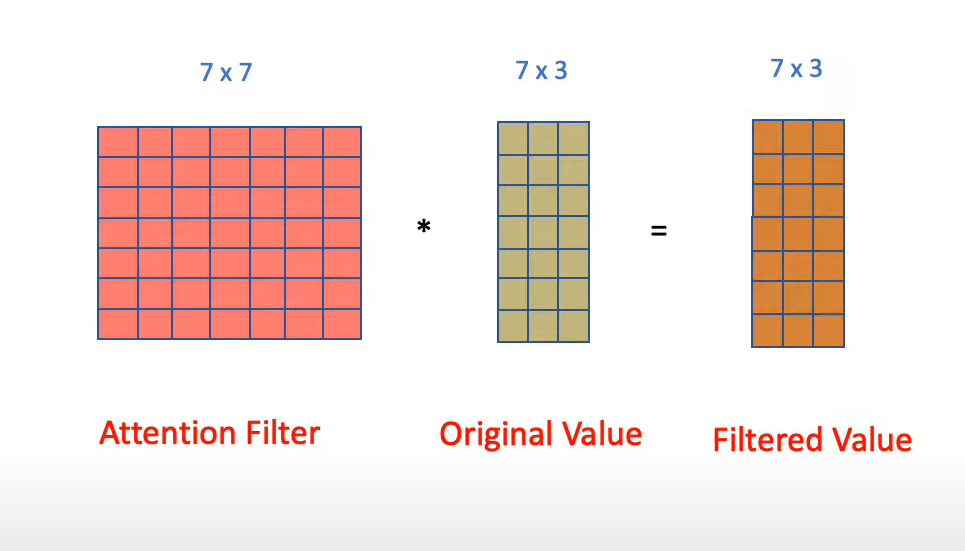 7 x 7
7 x 3
7 x 3
*
=
Attention Filter
Original Value
Filtered Value